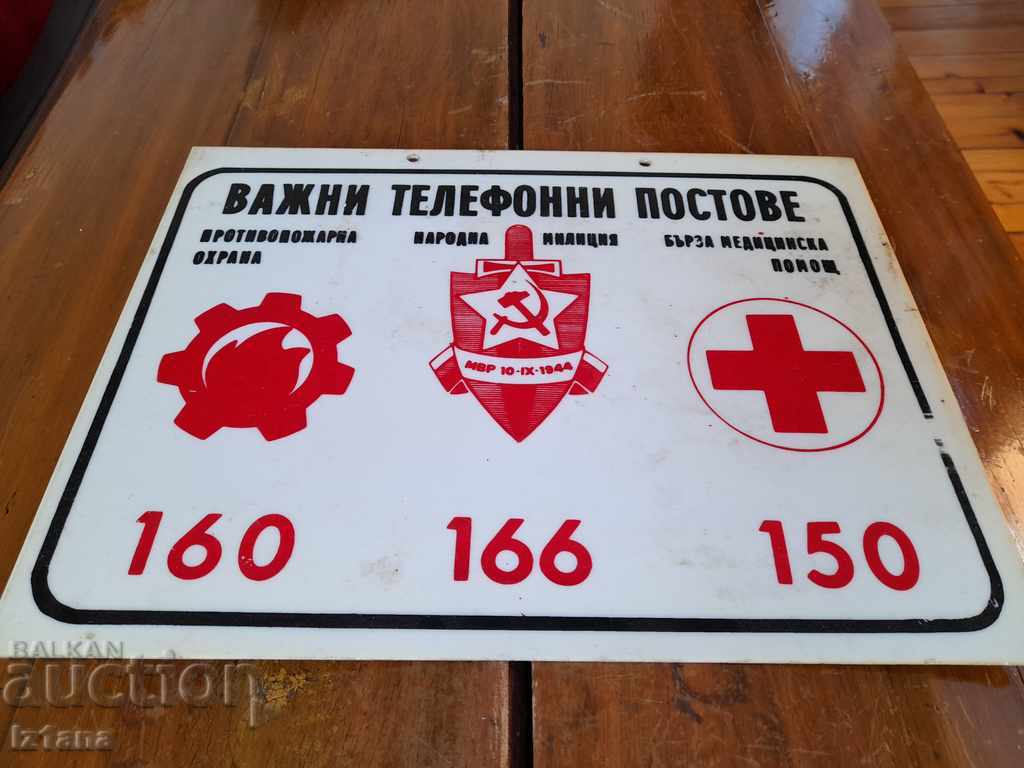 ВАЖНИ ТЕЛЕФОННИ ПОСТОВЕ
ПРОТИВОПОЖАРНА
ОХРАНА
НАРОДНА МИЛИЦИЯ
БЪРЗА МЕДИЦИНСКА
ПОМОЩ
МВР 10·IX·1944
160
166
150
BALKAN
auction
Iztana